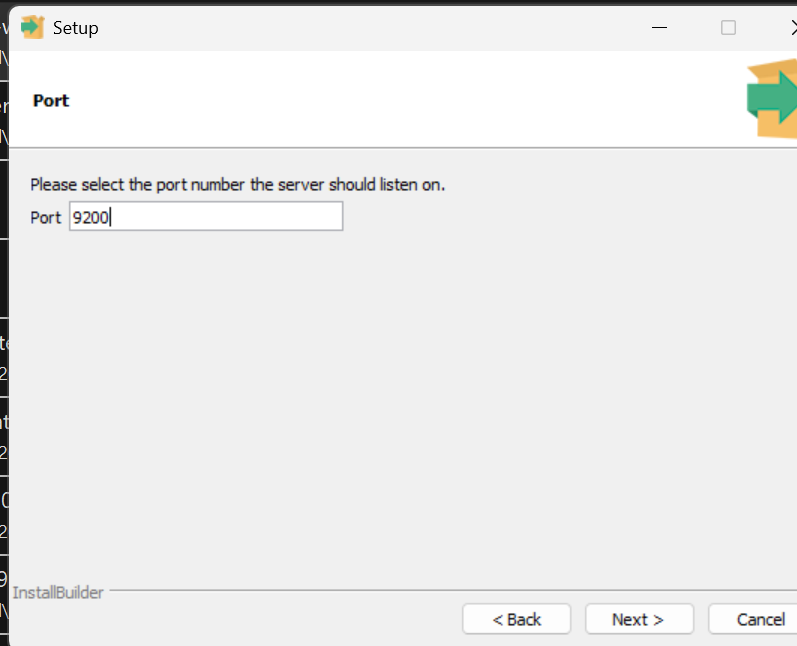 Setup
Port
Please select the port number the server should listen on.
Port 9200
InstallBuilder
< Back Next > Cancel